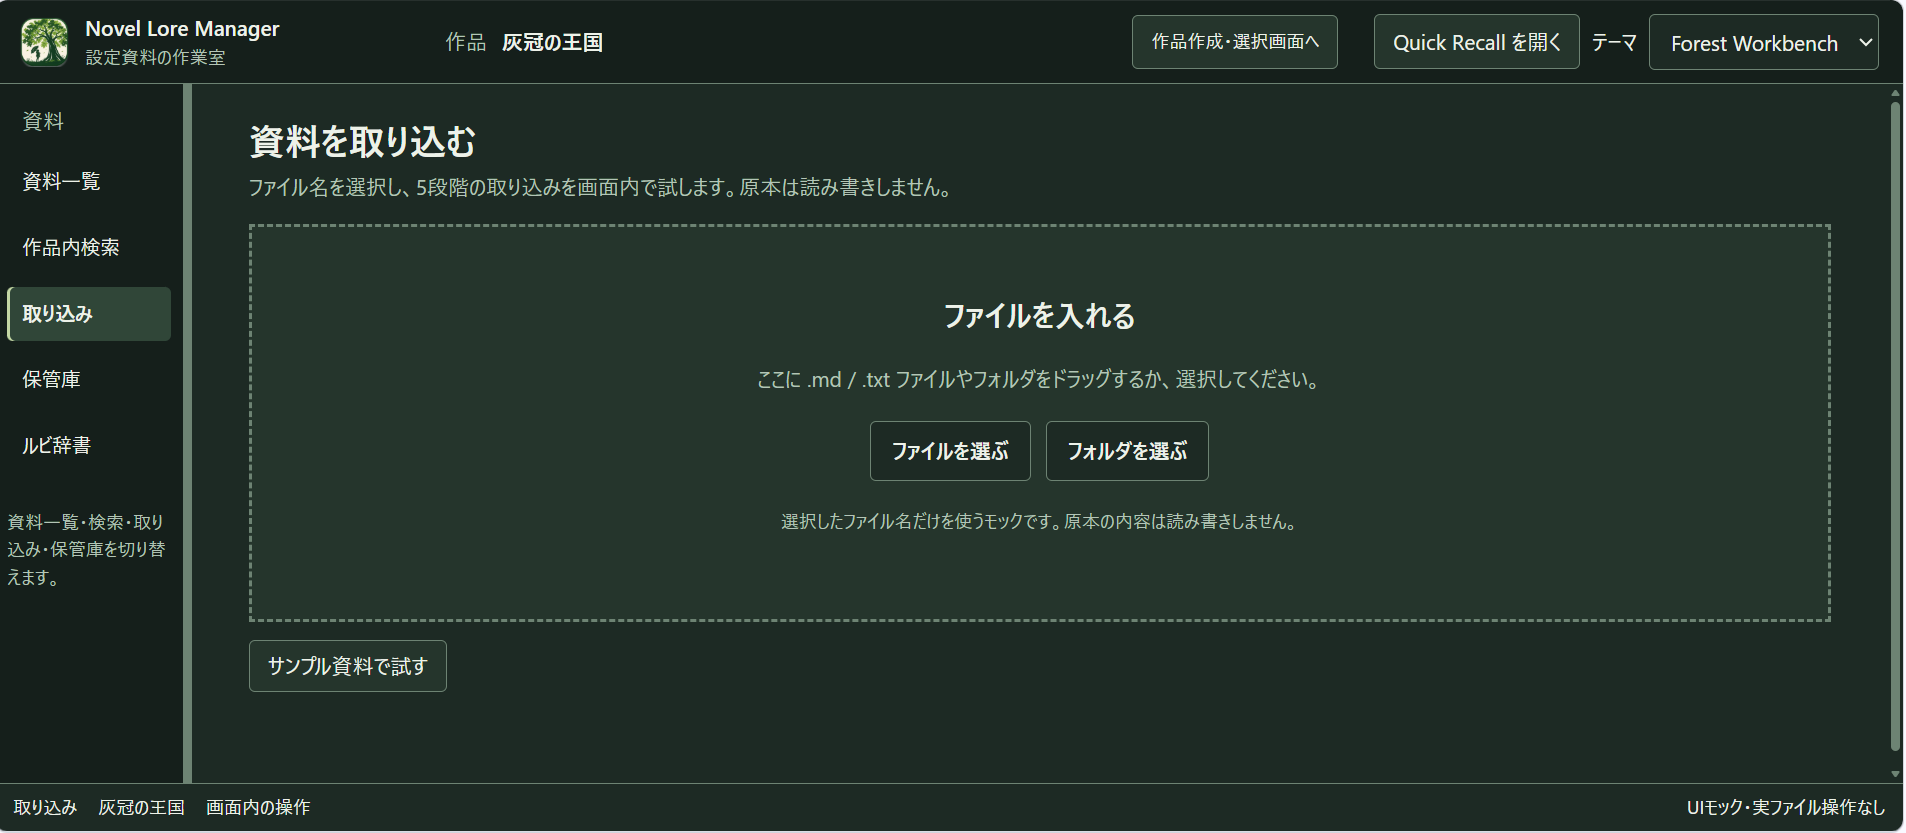 Novel Lore Manager
設定資料の作業室
作品 灰冠の王国
作品作成・選択画面へ
Quick Recall を開く
テーマ
Forest Workbench
資料
資料一覧
作品内検索
取り込み
保管庫
ルビ辞書
資料一覧・検索・取り
込み・保管庫を切り替
えます。
資料を取り込む
ファイル名を選択し、5段階の取り込みを画面内で試します。原本は読み書きしません。
ファイルを入れる
ここに .md / .txt ファイルやフォルダをドラッグするか、選択してください。
ファイルを選ぶ
フォルダを選ぶ
選択したファイル名だけを使うモックです。原本の内容は読み書きしません。
サンプル資料で試す
取り込み 灰冠の王国 画面内の操作
UIモック・実ファイル操作なし